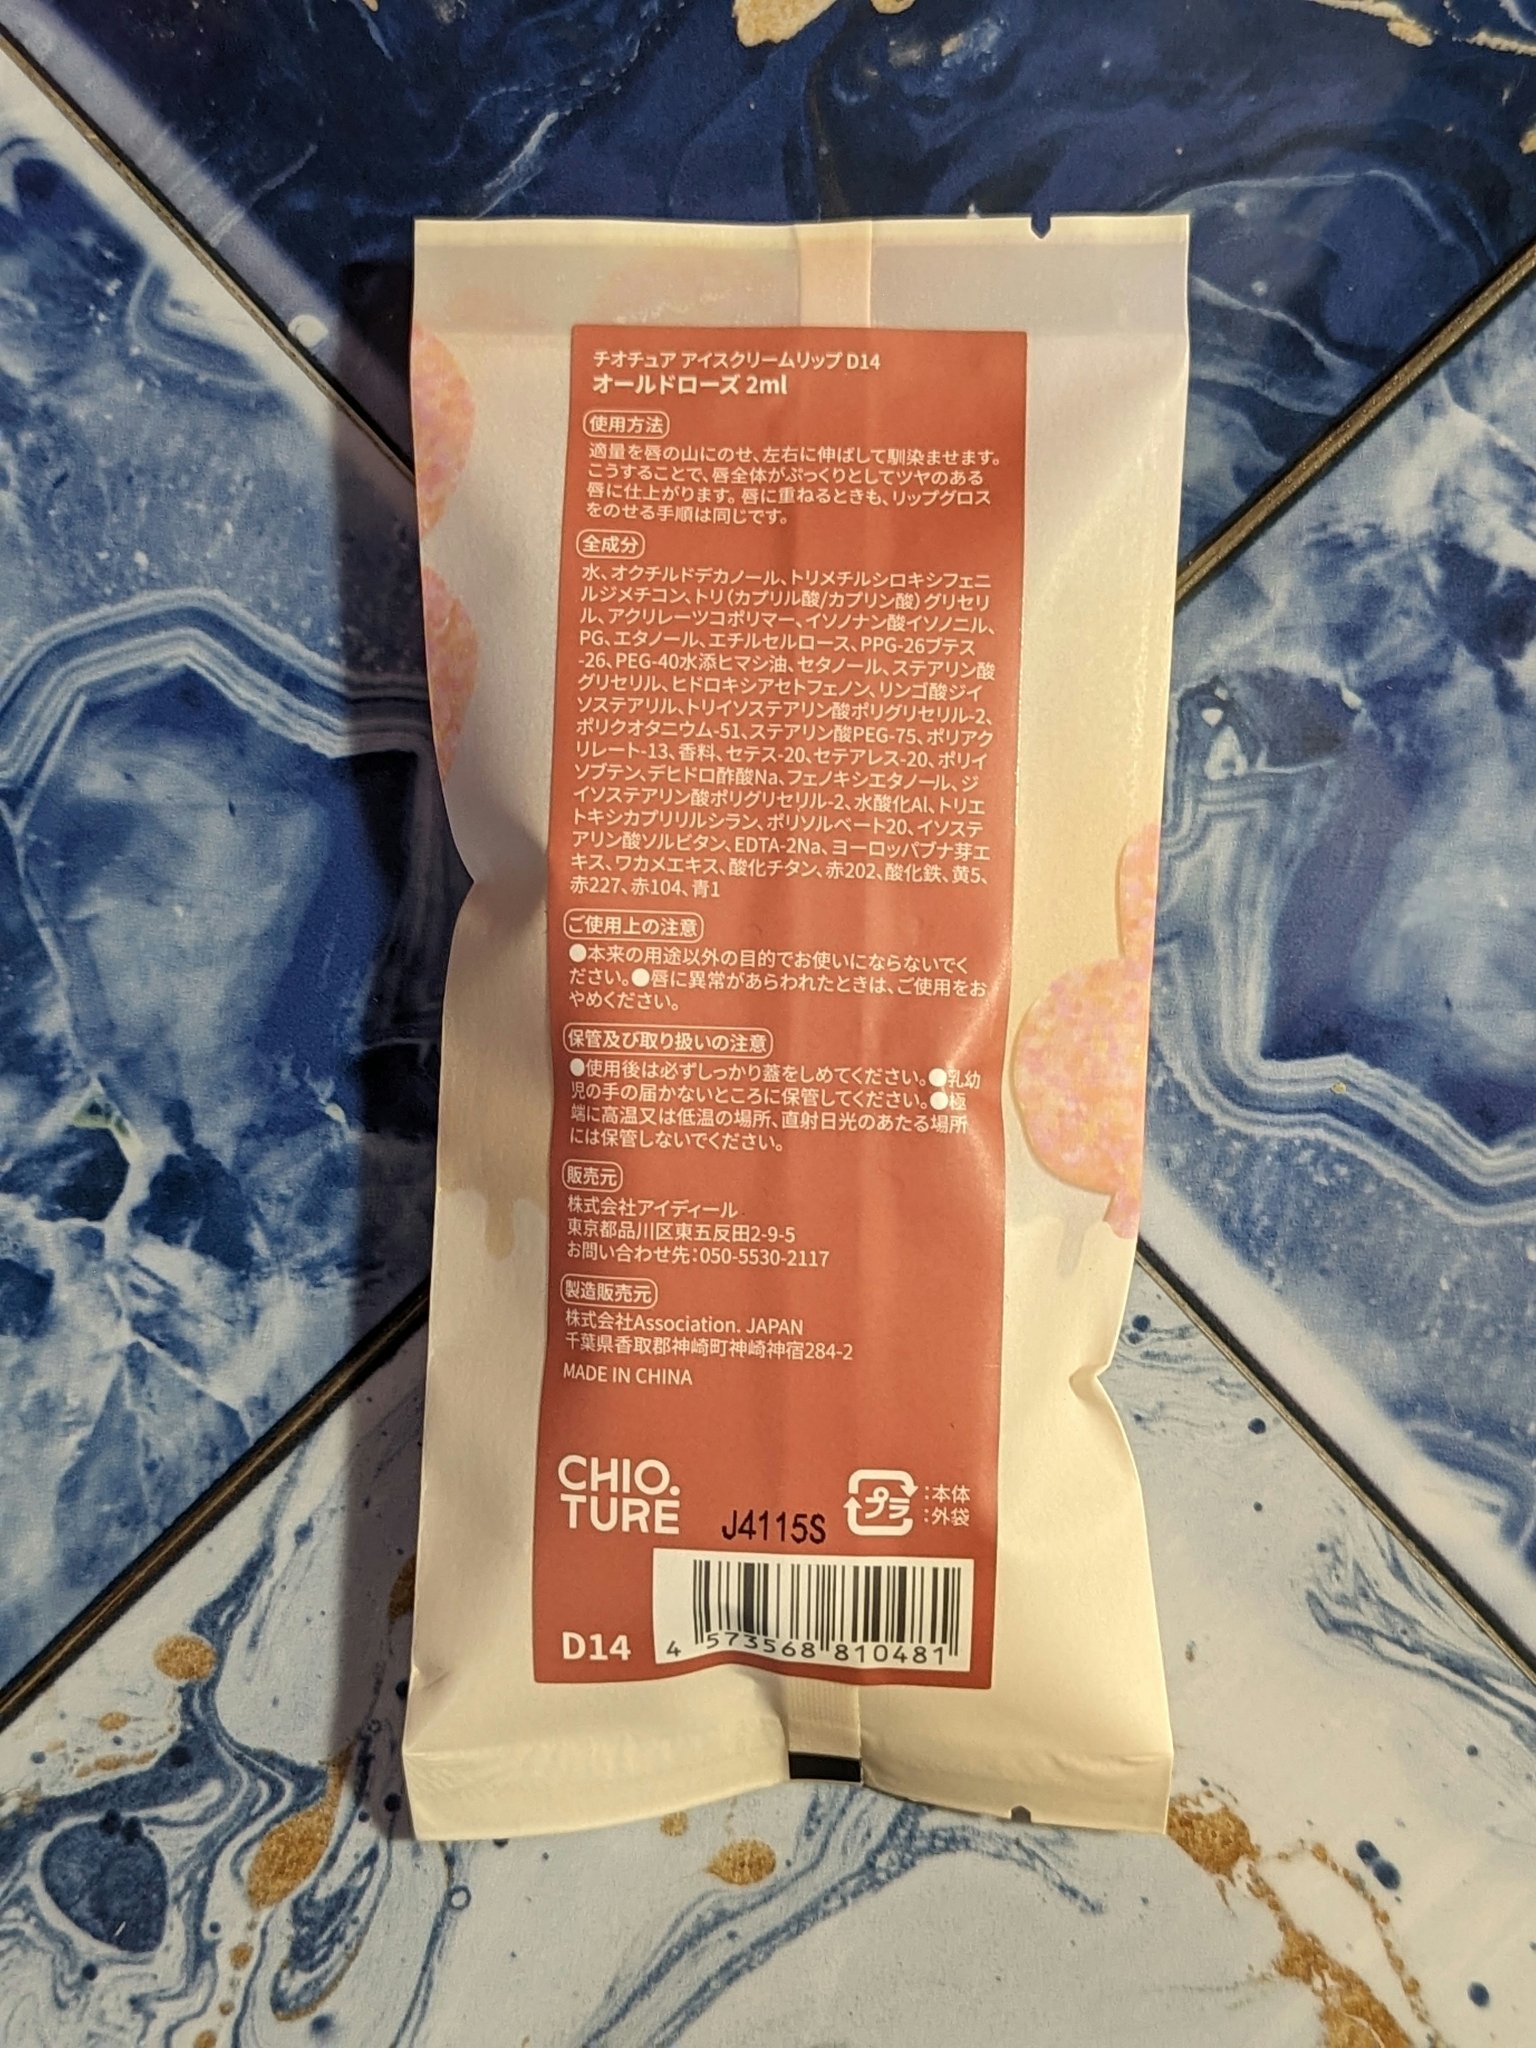 チオチュア アイスクリームリップ D14
オールドローズ 2ml
使用方法
適量を唇の山にのせ、左右に伸ばして馴染ませます。
こうすることで、唇全体がぷっくりとしてツヤのある
唇に仕上がります。唇に重ねるときも、リップグロス
をのせる手順は同じです。
全成分
水、オクチルドデカノール、トリメチルシロキシフェニ
ルジメチコン、トリ(カプリル酸/カプリン酸)グリセリ
ル、アクリレーツコポリマー、イソノナン酸イソノニル、
PG、エタノール、エチルセルロース、PPG-26ブテス
-26、PEG-40水添ヒマシ油、セタノール、ステアリン酸
グリセリル、ヒドロキシアセトフェノン、リンゴ酸ジイ
ソステアリル、トリイソステアリン酸ポリグリセリル-2、
ポリクオタニウム-51、ステアリン酸PEG-75、ポリアク
リレート-13、香料、セテス-20、セテアレス-20、ポリイ
ソブテン、デヒドロ酢酸Na、フェノキシエタノール、ジ
イソステアリン酸ポリグリセリル-2、水酸化Al、トリエ
トキシカプリリルシラン、ポリソルベート20、イソステ
アリン酸ソルビタン、EDTA-2Na、ヨーロッパブナ芽エ
キス、ワカメエキス、酸化チタン、赤202、酸化鉄、黄5、
赤227、赤104、青1
ご使用上の注意
●本来の用途以外の目的でお使いにならないでく
ださい。●唇に異常があらわれたときは、ご使用をお
やめください。
保管及び取り扱いの注意
●使用後は必ずしっかり蓋をしめてください。●乳幼
児の手の届かないところに保管してください。●極
端に高温又は低温の場所、直射日光のあたる場所
には保管しないでください。
販売元
株式会社アイディール
東京都品川区東五反田2-9-5
お問い合わせ先:050-5530-2117
製造販売元
株式会社Association. JAPAN
千葉県香取郡神崎町神崎神宿284-2
MADE IN CHINA
CHIO.
TURE
J4115S
プラ
:本体
:外袋
D14
4 573568 810481